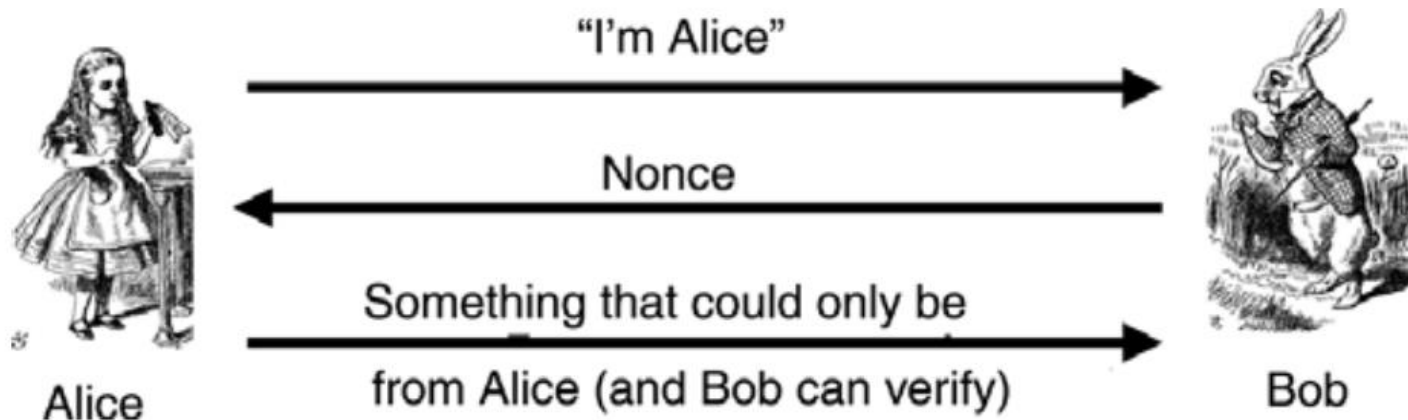 “I’m Alice”
Nonce
Something that could only be
from Alice (and Bob can verify)
Alice
Bob